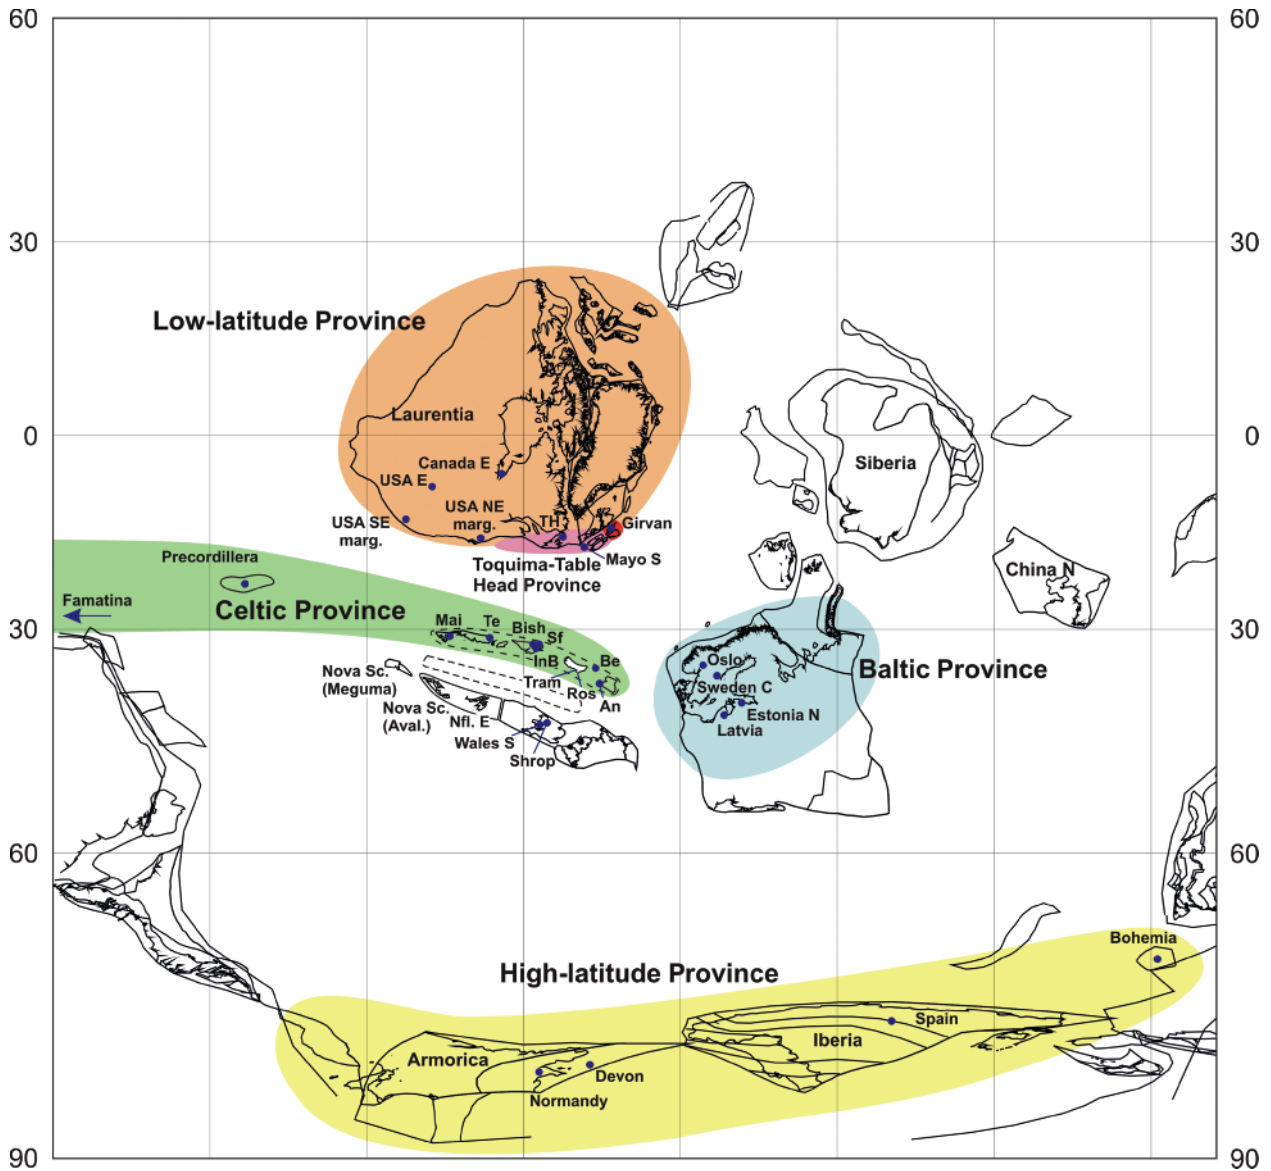 60
60
30
30
Low-latitude Province
Laurentia
0
0
Canada E
USA E
Siberia
USA NE
marg.
USA SE
marg.
TH
Girvan
Mayo S
Toquima-Table
Head Province
Precordillera
China N
Famatina
Celtic Province
30
30
Mai
Te
Bish
Sf
InB
Be
Tram
Ros
An
Nova Sc.
(Meguma)
Nova Sc.
(Aval.)
Nfl. E
Wales S
Shrop
Oslo
Sweden C
Estonia N
Latvia
Baltic Province
60
60
Bohemia
High-latitude Province
Spain
Iberia
Armorica
Devon
Normandy
90
90